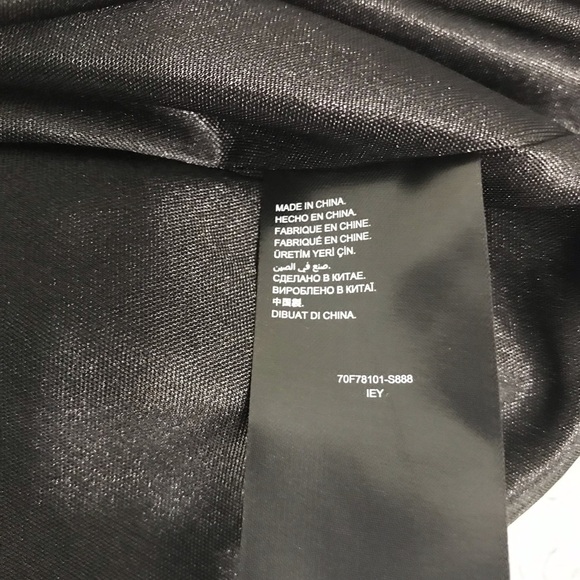 MADE IN CHINA.
HECHO EN CHINA.
FABRIQUE EN CHINE.
FABRIQUÉ EN CHINE.
ÜRETİM YERİ ÇİN.
صنع في الصين.
СДЕЛАНО В КИТАЕ.
ВИРОБЛЕНО В КИТАЇ.
中国製.
DIBUAT DI CHINA.
70F78101-S888
IEY